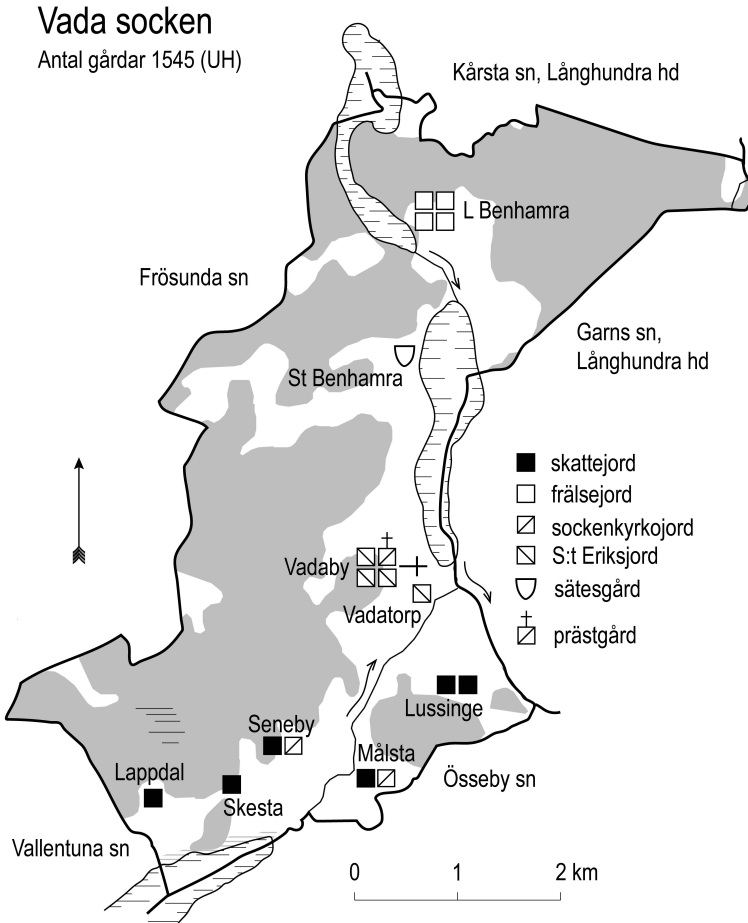 Vada socken
Antal gårdar 1545 (UH)
Kårsta sn, Långhundra hd
L Benhamra
Frösunda sn
Garns sn,
Långhundra hd
St Benhamra
skattejord
frälsejord
sockenkyrkojord
S:t Eriksjord
sätesgård
prästgård
Vadaby
Vadatorp
Lussinge
Seneby
Målsta
Lappdal
Skesta
Össeby sn
Vallentuna sn
0 1 2 km